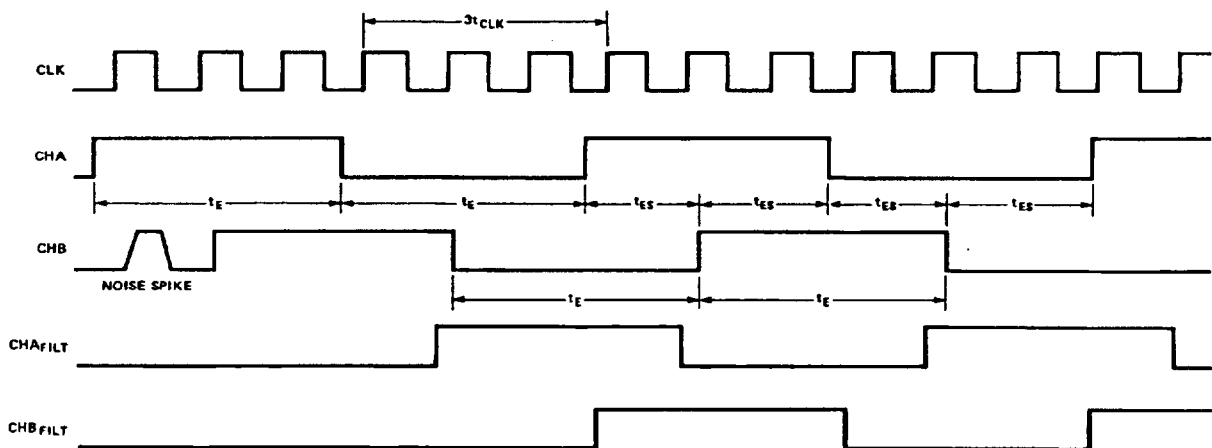 3tCLK
CLK
CHA
tE tE tES tES tES tES
CHB
NOISE SPIKE
tE tE
CHAFILT
CHBFILT